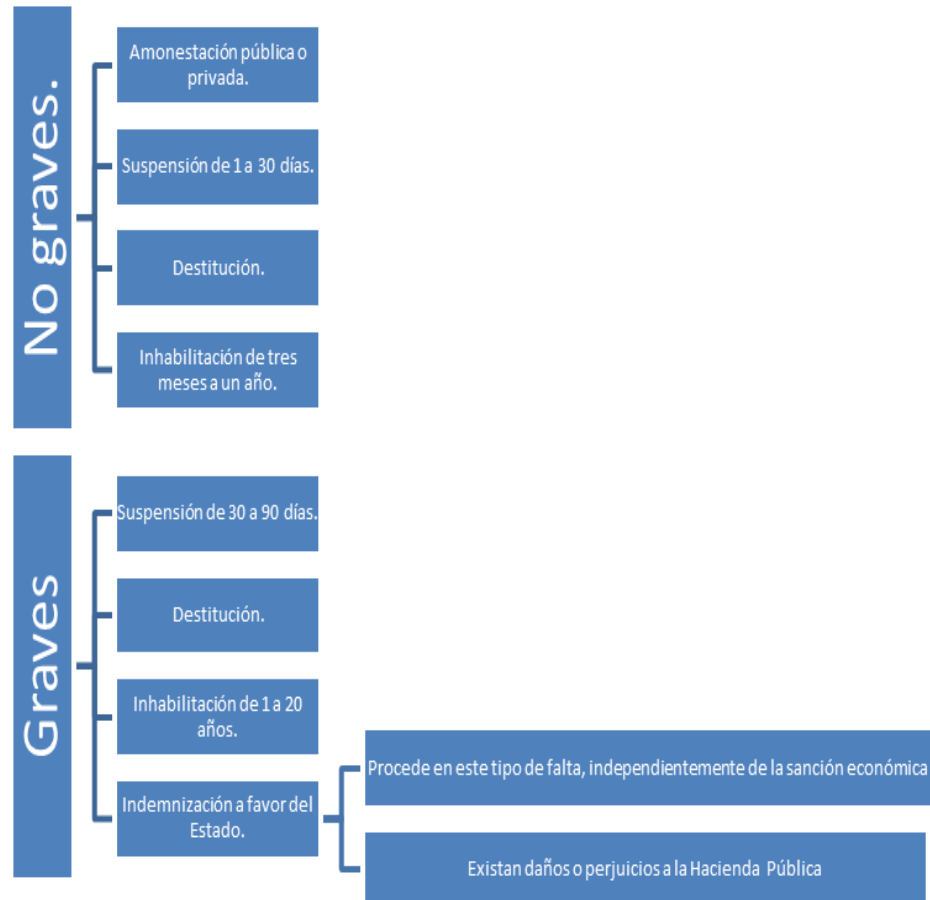 No graves.
Amonestación pública o
privada.
Suspensión de 1 a 30 días.
Destitución.
Inhabilitación de tres
meses a un año.
Graves
Suspensión de 30 a 90 días.
Destitución.
Inhabilitación de 1 a 20
años.
Indemnización a favor del
Estado.
Procede en este tipo de falta, independientemente de la sanción económica
Existan daños o perjuicios a la Hacienda Pública